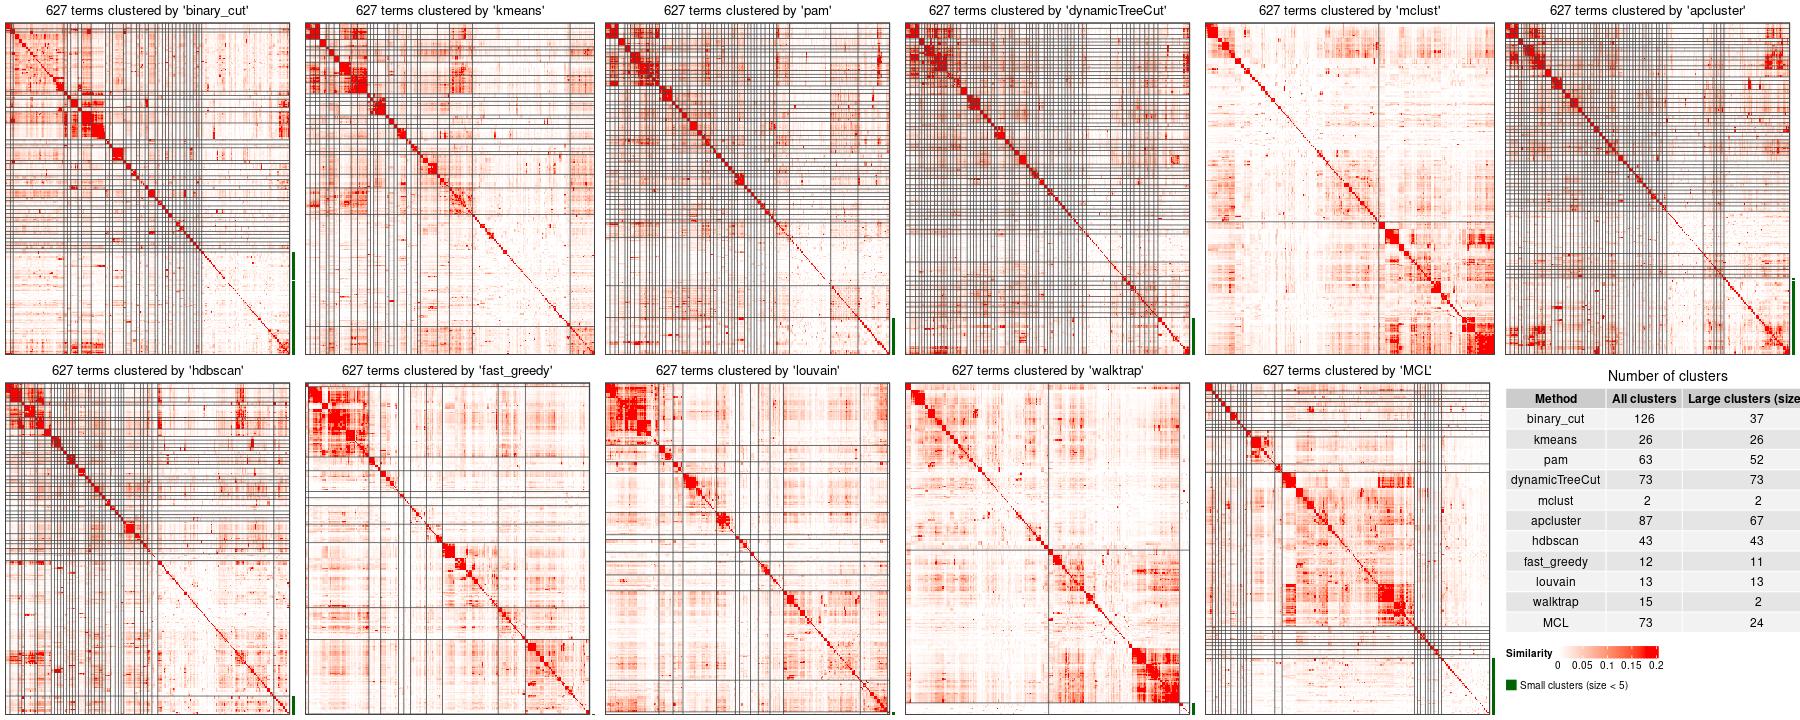 627 terms clustered by 'binary_cut'
627 terms clustered by 'kmeans'
627 terms clustered by 'pam'
627 terms clustered by 'dynamicTreeCut'
627 terms clustered by 'mclust'
627 terms clustered by 'apcluster'
627 terms clustered by 'hdbscan'
627 terms clustered by 'fast_greedy'
627 terms clustered by 'louvain'
627 terms clustered by 'walktrap'
627 terms clustered by 'MCL'
Number of clusters
Method All clusters Large clusters (size
binary_cut 126 37
kmeans 26 26
pam 63 52
dynamicTreeCut 73 73
mclust 2 2
apcluster 87 67
hdbscan 43 43
fast_greedy 12 11
louvain 13 13
walktrap 15 2
MCL 73 24
Similarity
0 0.05 0.1 0.15 0.2
Small clusters (size < 5)